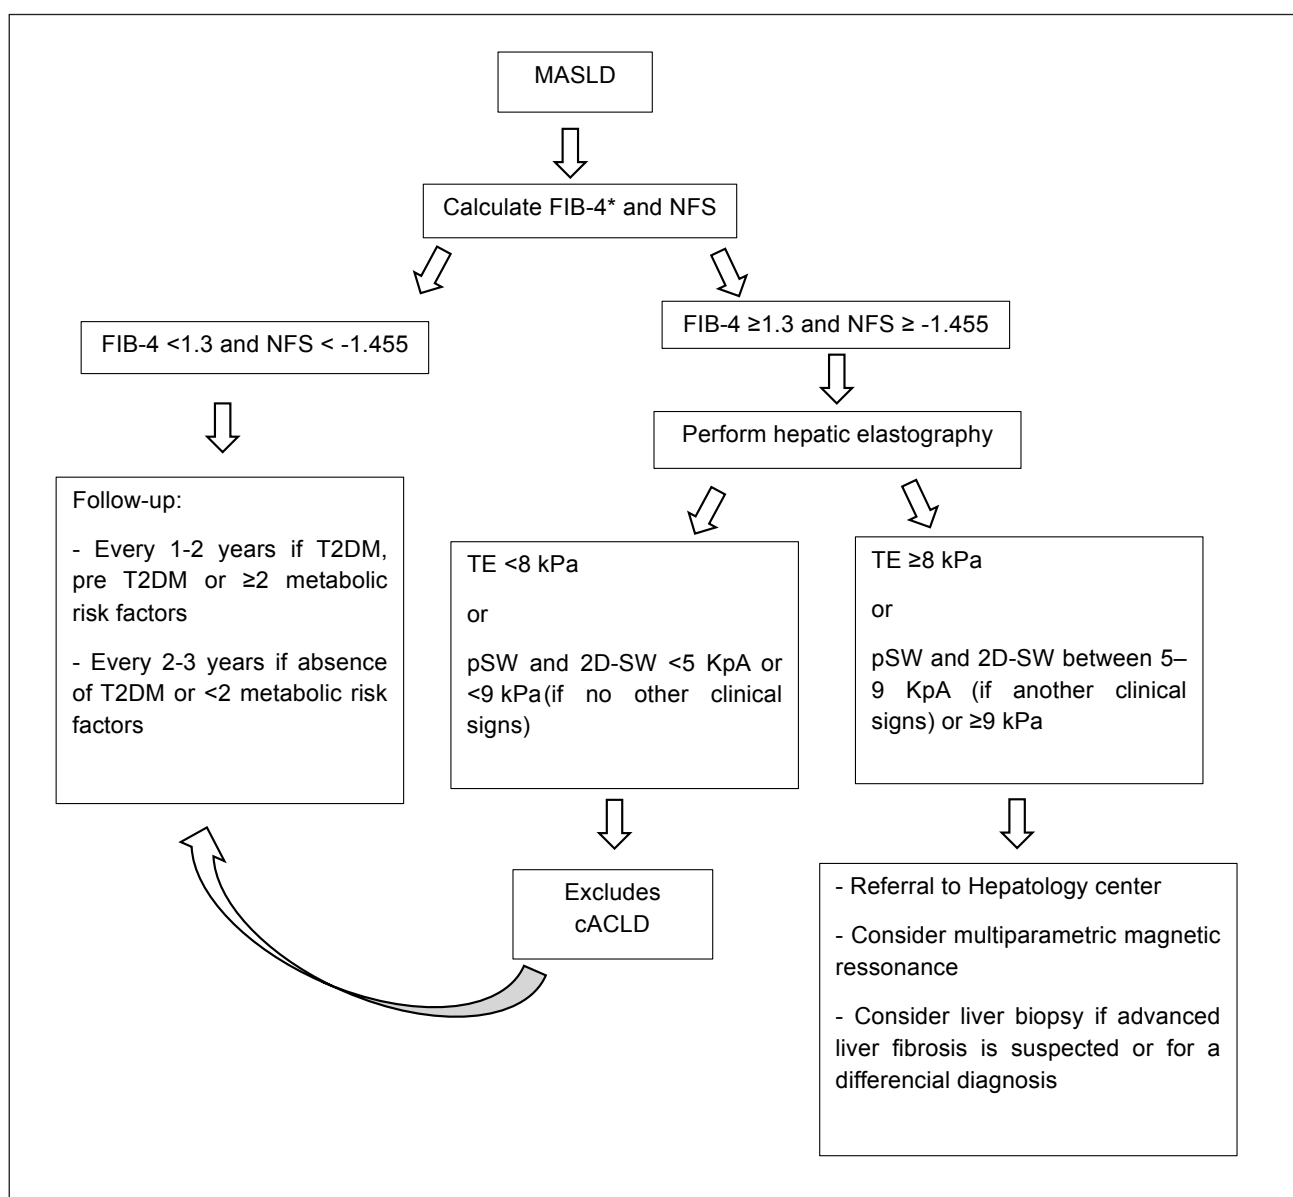 MASLD
Calculate FIB-4* and NFS
FIB-4 <1.3 and NFS < -1.455
FIB-4 ≥1.3 and NFS ≥ -1.455
Perform hepatic elastography
Follow-up:
- Every 1-2 years if T2DM,
pre T2DM or ≥2 metabolic
risk factors
- Every 2-3 years if absence
of T2DM or <2 metabolic risk
factors
TE <8 kPa
or
pSW and 2D-SW <5 KpA or
<9 kPa (if no other clinical
signs)
TE ≥8 kPa
or
pSW and 2D-SW between 5–
9 KpA (if another clinical
signs) or ≥9 kPa
Excludes
cACLD
- Referral to Hepatology center
- Consider multiparametric magnetic
ressonance
- Consider liver biopsy if advanced
liver fibrosis is suspected or for a
differencial diagnosis